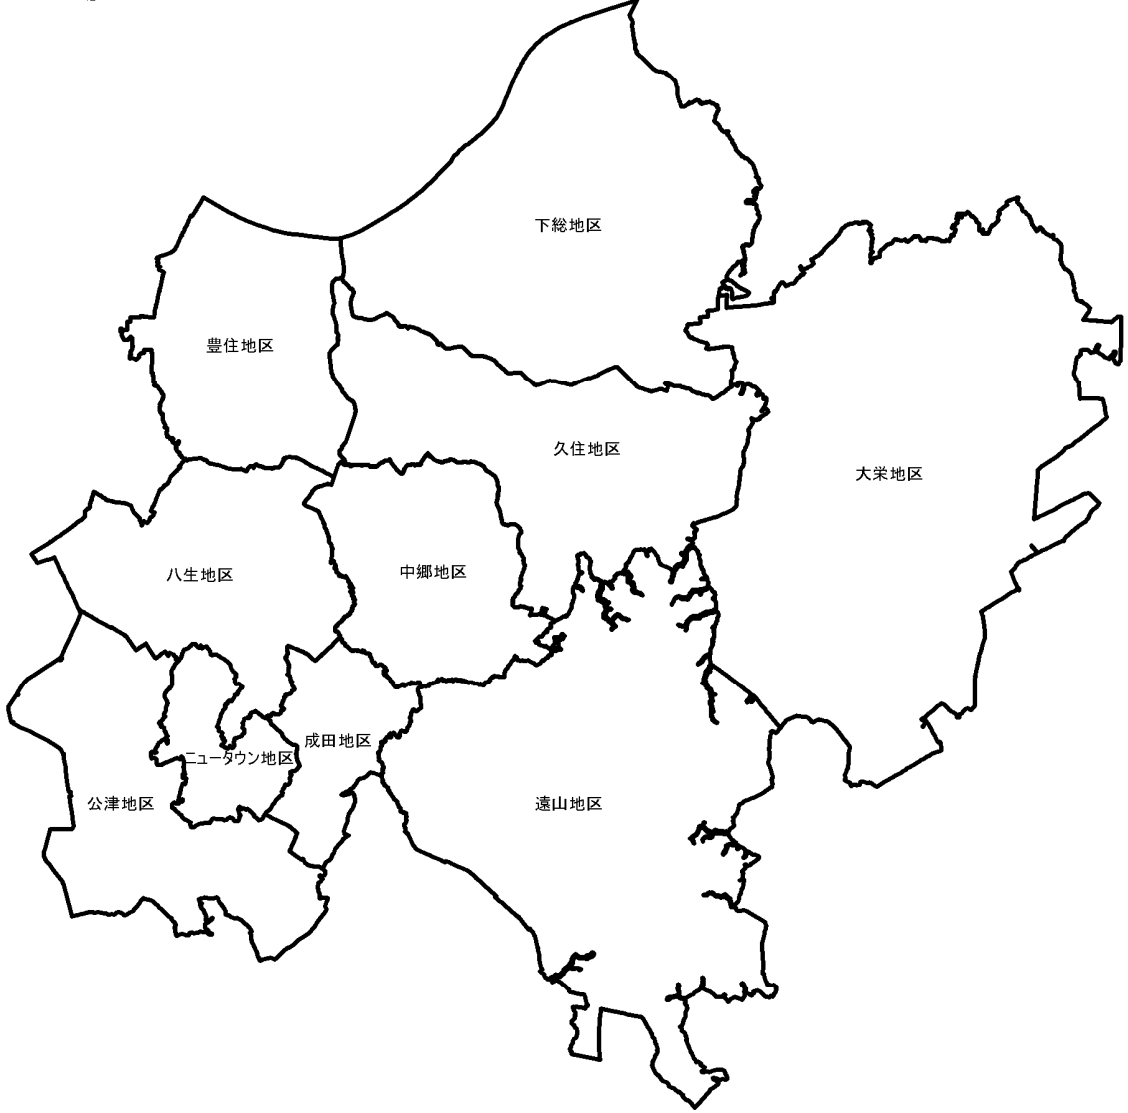 下総地区
豊住地区
久住地区
大栄地区
八生地区
中郷地区
成田地区
ニュータウン地区
公津地区
遠山地区